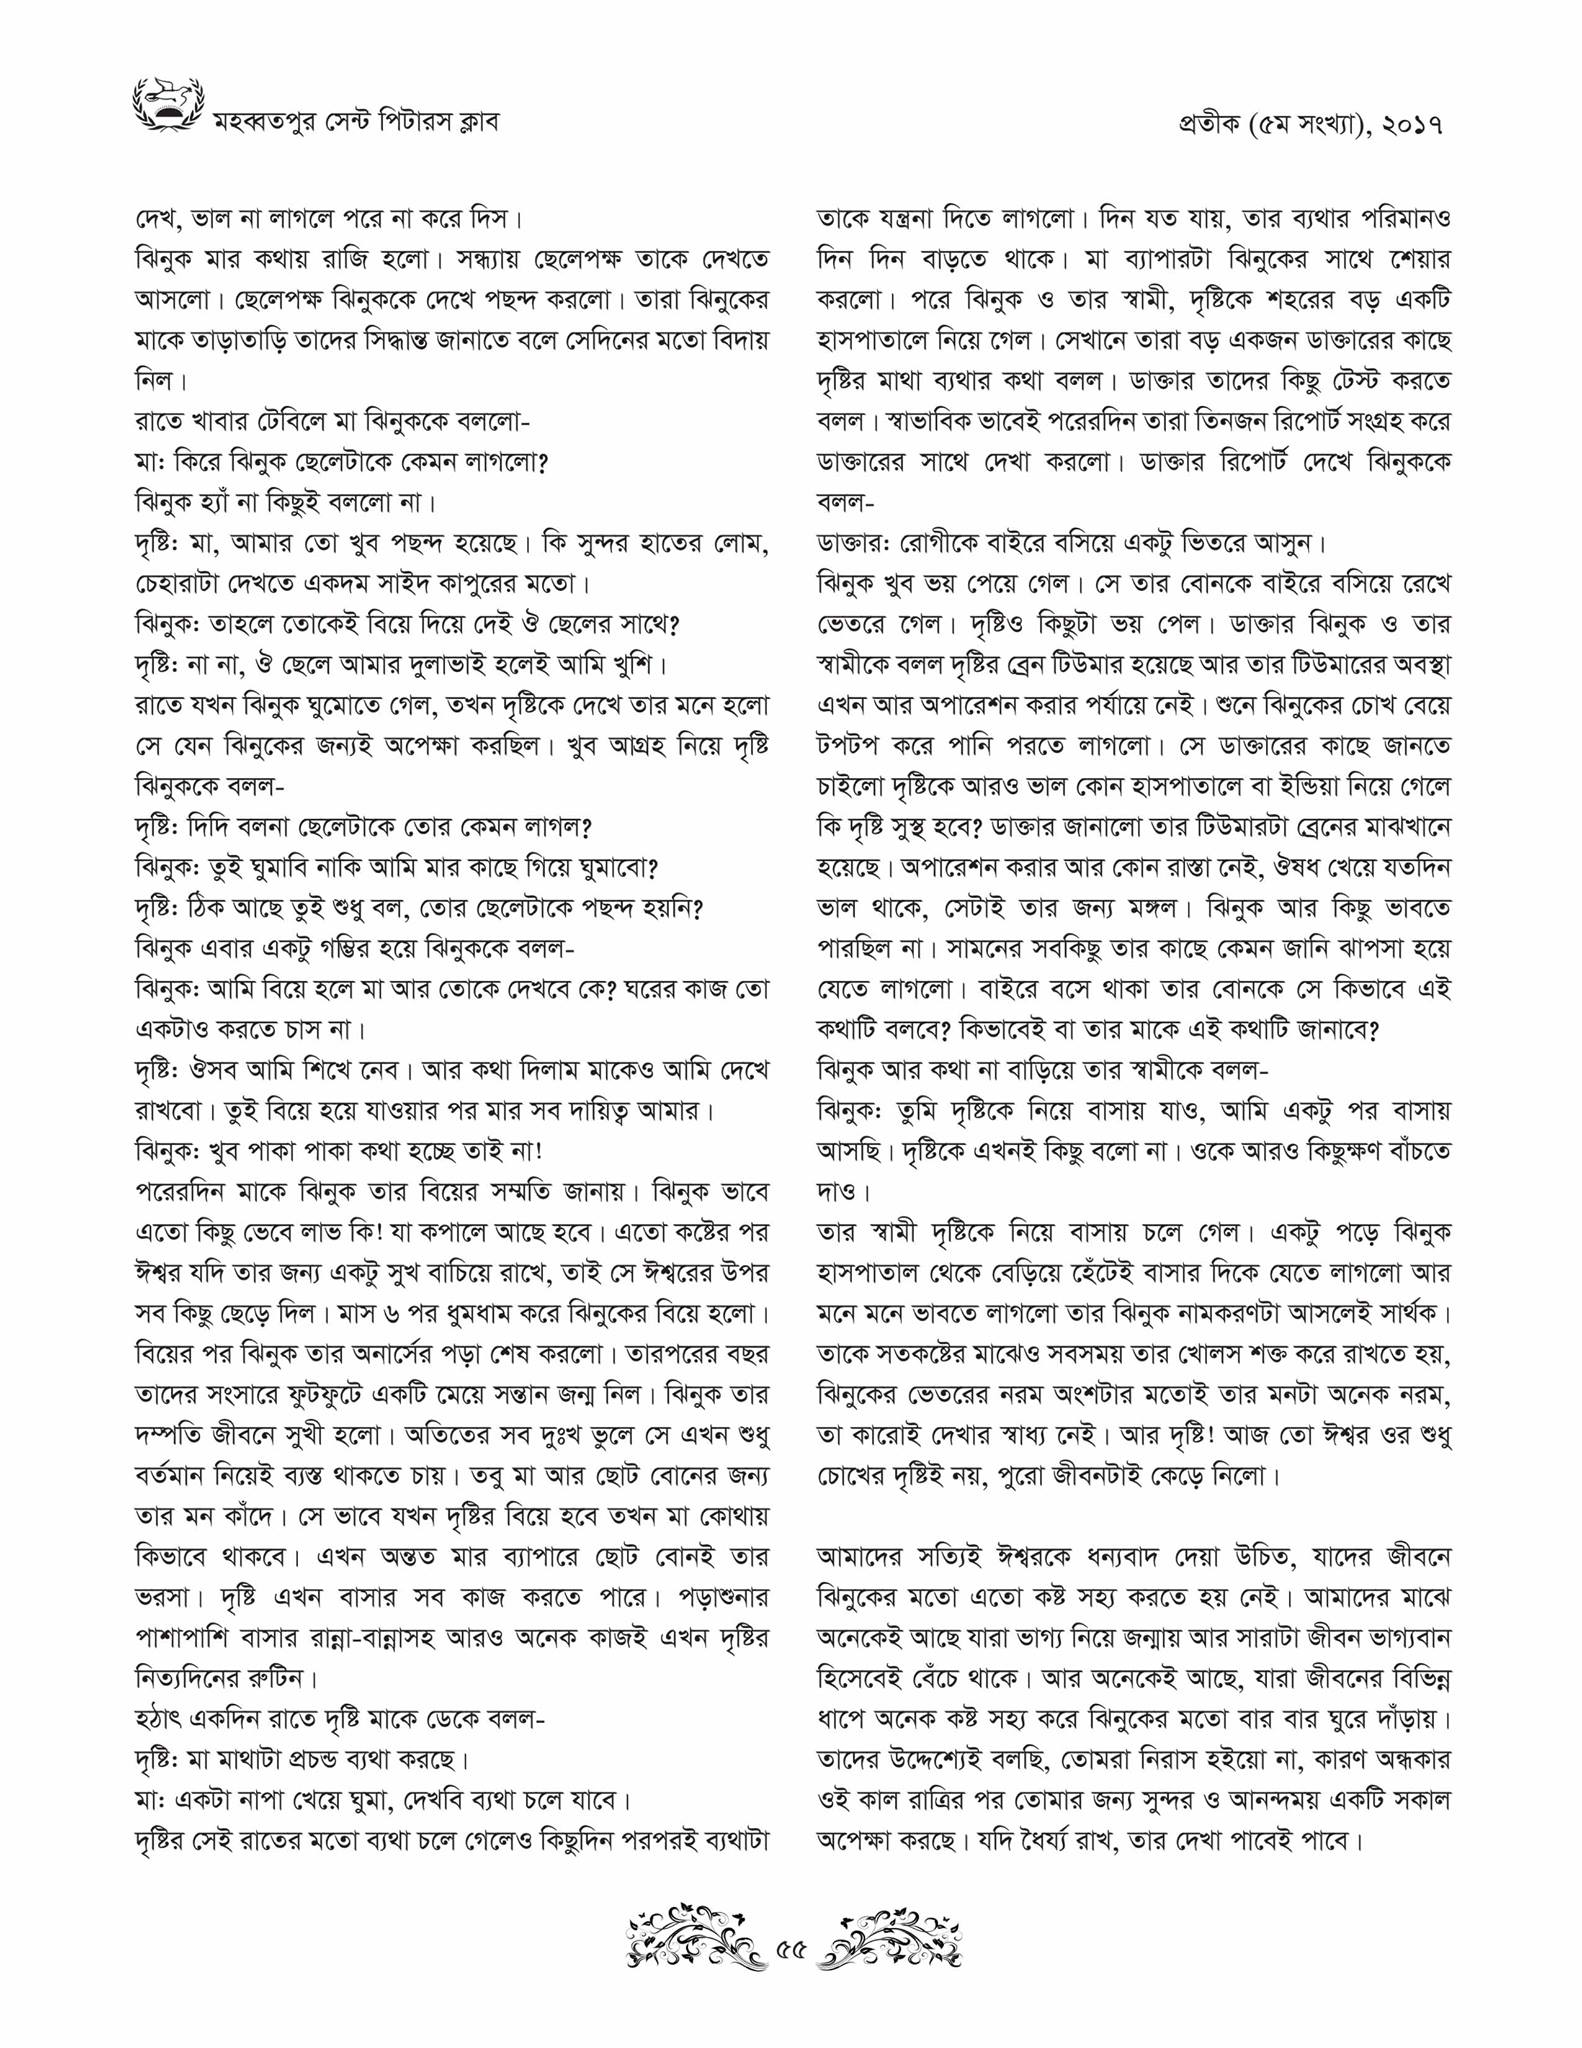 মহব্বতপুর সেন্ট পিটারস ক্লাব
প্রতীক (৫ম সংখ্যা), ২০১৭
দেখ, ভাল না লাগলে পরে না করে দিস।
ঝিনুক মার কথায় রাজি হলো। সন্ধ্যায় ছেলেপক্ষ তাকে দেখতে
আসলো। ছেলেপক্ষ ঝিনুককে দেখে পছন্দ করলো। তারা ঝিনুকের
মাকে তাড়াতাড়ি তাদের সিদ্ধান্ত জানাতে বলে সেদিনের মতো বিদায়
নিল।
রাতে খাবার টেবিলে মা ঝিনুককে বললো-
মা: কিরে ঝিনুক ছেলেটাকে কেমন লাগলো?
ঝিনুক হ্যাঁ না কিছুই বললো না।
দৃষ্টি: মা, আমার তো খুব পছন্দ হয়েছে। কি সুন্দর হাতের লোম,
চেহারাটা দেখতে একদম সাইদ কাপুরের মতো।
ঝিনুক: তাহলে তোকেই বিয়ে দিয়ে দেই ঔ ছেলের সাথে?
দৃষ্টি: না না, ঔ ছেলে আমার দুলাভাই হলেই আমি খুশি।
রাতে যখন ঝিনুক ঘুমোতে গেল, তখন দৃষ্টিকে দেখে তার মনে হলো
সে যেন ঝিনুকের জন্যই অপেক্ষা করছিল। খুব আগ্রহ নিয়ে দৃষ্টি
ঝিনুককে বলল-
দৃষ্টি: দিদি বলনা ছেলেটাকে তোর কেমন লাগল?
ঝিনুক: তুই ঘুমাবি নাকি আমি মার কাছে গিয়ে ঘুমাবো?
দৃষ্টি: ঠিক আছে তুই শুধু বল, তোর ছেলেটাকে পছন্দ হয়নি?
ঝিনুক এবার একটু গম্ভির হয়ে ঝিনুককে বলল-
ঝিনুক: আমি বিয়ে হলে মা আর তোকে দেখবে কে? ঘরের কাজ তো
একটাও করতে চাস না।
দৃষ্টি: ঔসব আমি শিখে নেব। আর কথা দিলাম মাকেও আমি দেখে
রাখবো। তুই বিয়ে হয়ে যাওয়ার পর মার সব দায়িত্ব আমার।
ঝিনুক: খুব পাকা পাকা কথা হচ্ছে তাই না!
পরেরদিন মাকে ঝিনুক তার বিয়ের সম্মতি জানায়। ঝিনুক ভাবে
এতো কিছু ভেবে লাভ কি! যা কপালে আছে হবে। এতো কষ্টের পর
ঈশ্বর যদি তার জন্য একটু সুখ বাচিয়ে রাখে, তাই সে ঈশ্বরের উপর
সব কিছু ছেড়ে দিল। মাস ৬ পর ধুমধাম করে ঝিনুকের বিয়ে হলো।
বিয়ের পর ঝিনুক তার অনার্সের পড়া শেষ করলো। তারপরের বছর
তাদের সংসারে ফুটফুটে একটি মেয়ে সন্তান জন্ম নিল। ঝিনুক তার
দম্পতি জীবনে সুখী হলো। অতিতের সব দুঃখ ভুলে সে এখন শুধু
বর্তমান নিয়েই ব্যস্ত থাকতে চায়। তবু মা আর ছোট বোনের জন্য
তার মন কাঁদে। সে ভাবে যখন দৃষ্টির বিয়ে হবে তখন মা কোথায়
কিভাবে থাকবে। এখন অন্তত মার ব্যাপারে ছোট বোনই তার
ভরসা। দৃষ্টি এখন বাসার সব কাজ করতে পারে। পড়াশুনার
পাশাপাশি বাসার রান্না-বান্নাসহ আরও অনেক কাজই এখন দৃষ্টির
নিত্যদিনের রুটিন।
হঠাৎ একদিন রাতে দৃষ্টি মাকে ডেকে বলল-
দৃষ্টি: মা মাথাটা প্রচন্ড ব্যথা করছে।
মা: একটা নাপা খেয়ে ঘুমা, দেখবি ব্যথা চলে যাবে।
দৃষ্টির সেই রাতের মতো ব্যথা চলে গেলেও কিছুদিন পরপরই ব্যথাটা
তাকে যন্ত্রনা দিতে লাগলো। দিন যত যায়, তার ব্যথার পরিমানও
দিন দিন বাড়তে থাকে। মা ব্যাপারটা ঝিনুকের সাথে শেয়ার
করলো। পরে ঝিনুক ও তার স্বামী, দৃষ্টিকে শহরের বড় একটি
হাসপাতালে নিয়ে গেল। সেখানে তারা বড় একজন ডাক্তারের কাছে
দৃষ্টির মাথা ব্যথার কথা বলল। ডাক্তার তাদের কিছু টেস্ট করতে
বলল। স্বাভাবিক ভাবেই পরেরদিন তারা তিনজন রিপোর্ট সংগ্রহ করে
ডাক্তারের সাথে দেখা করলো। ডাক্তার রিপোর্ট দেখে ঝিনুককে
বলল-
ডাক্তার: রোগীকে বাইরে বসিয়ে একটু ভিতরে আসুন।
ঝিনুক খুব ভয় পেয়ে গেল। সে তার বোনকে বাইরে বসিয়ে রেখে
ভেতরে গেল। দৃষ্টিও কিছুটা ভয় পেল। ডাক্তার ঝিনুক ও তার
স্বামীকে বলল দৃষ্টির ব্রেন টিউমার হয়েছে আর তার টিউমারের অবস্থা
এখন আর অপারেশন করার পর্যায়ে নেই। শুনে ঝিনুকের চোখ বেয়ে
টপটপ করে পানি পরতে লাগলো। সে ডাক্তারের কাছে জানতে
চাইলো দৃষ্টিকে আরও ভাল কোন হাসপাতালে বা ইন্ডিয়া নিয়ে গেলে
কি দৃষ্টি সুস্থ হবে? ডাক্তার জানালো তার টিউমারটা ব্রেনের মাঝখানে
হয়েছে। অপারেশন করার আর কোন রাস্তা নেই, ঔষধ খেয়ে যতদিন
ভাল থাকে, সেটাই তার জন্য মঙ্গল। ঝিনুক আর কিছু ভাবতে
পারছিল না। সামনের সবকিছু তার কাছে কেমন জানি ঝাপসা হয়ে
যেতে লাগলো। বাইরে বসে থাকা তার বোনকে সে কিভাবে এই
কথাটি বলবে? কিভাবেই বা তার মাকে এই কথাটি জানাবে?
ঝিনুক আর কথা না বাড়িয়ে তার স্বামীকে বলল-
ঝিনুক: তুমি দৃষ্টিকে নিয়ে বাসায় যাও, আমি একটু পর বাসায়
আসছি। দৃষ্টিকে এখনই কিছু বলো না। ওকে আরও কিছুক্ষণ বাঁচতে
দাও।
তার স্বামী দৃষ্টিকে নিয়ে বাসায় চলে গেল। একটু পড়ে ঝিনুক
হাসপাতাল থেকে বেড়িয়ে হেঁটেই বাসার দিকে যেতে লাগলো আর
মনে মনে ভাবতে লাগলো তার ঝিনুক নামকরণটা আসলেই সার্থক।
তাকে সতকষ্টের মাঝেও সবসময় তার খোলস শক্ত করে রাখতে হয়,
ঝিনুকের ভেতরের নরম অংশটার মতোই তার মনটা অনেক নরম,
তা কারোই দেখার স্বাধ্য নেই। আর দৃষ্টি! আজ তো ঈশ্বর ওর শুধু
চোখের দৃষ্টিই নয়, পুরো জীবনটাই কেড়ে নিলো।
আমাদের সত্যিই ঈশ্বরকে ধন্যবাদ দেয়া উচিত, যাদের জীবনে
ঝিনুকের মতো এতো কষ্ট সহ্য করতে হয় নেই। আমাদের মাঝে
অনেকেই আছে যারা ভাগ্য নিয়ে জন্মায় আর সারাটা জীবন ভাগ্যবান
হিসেবেই বেঁচে থাকে। আর অনেকেই আছে, যারা জীবনের বিভিন্ন
ধাপে অনেক কষ্ট সহ্য করে ঝিনুকের মতো বার বার ঘুরে দাঁড়ায়।
তাদের উদ্দেশ্যেই বলছি, তোমরা নিরাস হইয়ো না, কারণ অন্ধকার
ওই কাল রাত্রির পর তোমার জন্য সুন্দর ও আনন্দময় একটি সকাল
অপেক্ষা করছে। যদি ধৈর্য্য রাখ, তার দেখা পাবেই পাবে।
৫৫